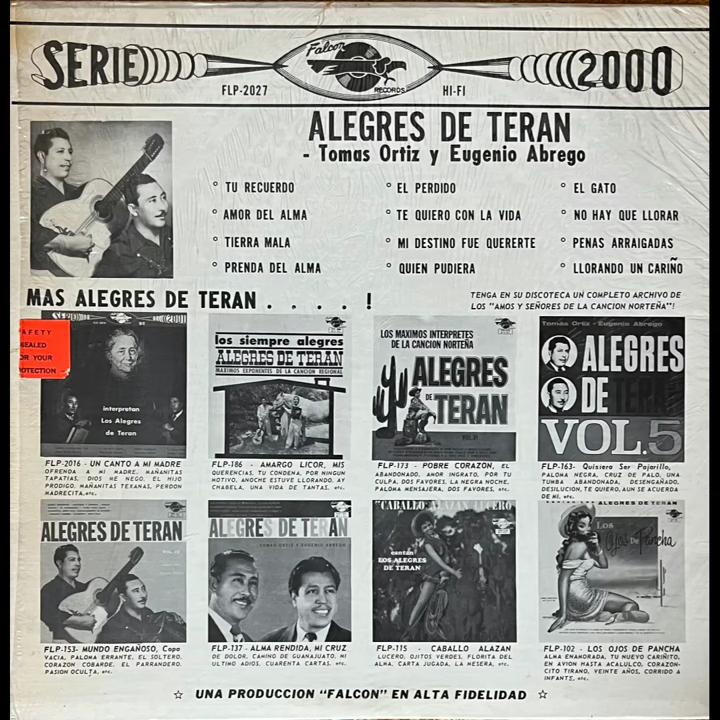 SERIE 2000
Falcon
RECORDS
FLP-2027 HI-FI
ALEGRES DE TERAN
- Tomas Ortiz y Eugenio Abrego
° TU RECUERDO
° AMOR DEL ALMA
° TIERRA MALA
° PRENDA DEL ALMA
° EL PERDIDO
° TE QUIERO CON LA VIDA
° MI DESTINO FUE QUERERTE
° QUIEN PUDIERA
° EL GATO
° NO HAY QUE LLORAR
° PENAS ARRAIGADAS
° LLORANDO UN CARIÑO
MAS ALEGRES DE TERAN . . . . !
TENGA EN SU DISCOTECA UN COMPLETO ARCHIVO DE
LOS "AMOS Y SEÑORES DE LA CANCION NORTEÑA"!
AFETY
SEALED
OR YOUR
ROTECTION
interpretan
Los Alegres
de Teran
FLP-2016 - UN CANTO A MI MADRE
OFRENDA A MI MADRE, MAÑANITAS
TAPATIAS, DIOS ME NEGO, EL HIJO
PRODIGO, MAÑANITAS TEXANAS, PERDON
MADRECITA, etc.
los siempre alegres
ALEGRES DE TERAN
MAXIMOS EXPONENTES DE LA CANCION REGIONAL
FLP-186 - AMARGO LICOR, MIS
QUERENCIAS, TU CONDENA, POR NINGUN
MOTIVO, ANOCHE ESTUVE LLORANDO, AY
CHABELA, UNA VIDA DE TANTAS, etc.
LOS MAXIMOS INTERPRETES
DE LA CANCION NORTEÑA
ALEGRES
DE TERAN
FLP-173 - POBRE CORAZON, EL
ABANDONADO, AMOR INGRATO, POR TU
CULPA, DOS FAVORES, LA NEGRA NOCHE,
PALOMA MENSAJERA, DOS FAVORES, etc.
Tomas Ortiz - Eugenio Abrego
ALEGRES
DE TERAN
VOL.5
FLP-163- Quisiera Ser Pajarillo,
PALOMA NEGRA, CRUZ DE PALO, UNA
TUMBA ABANDONADA, DESENGAÑADO,
DESILUCION, TE QUIERO, AUN SE ACUERDA
DE MI, etc.
ALEGRES DE TERAN
FLP-153- MUNDO ENGAÑOSO, Copa
VACIA, PALOMA ERRANTE, EL SOLTERO,
CORAZON COBARDE, EL PARRANDERO,
PASION OCULTA, etc.
ALEGRES DE TERAN
TOMAS ORTIZ Y EUGENIO ABREGO
FLP-137 - ALMA RENDIDA, MI CRUZ
DE DOLOR, CAMINO DE GUANAJUATO, MI
ULTIMO ADIOS, CUARENTA CARTAS, etc.
"CABALLO ALAZAN LUCERO"
cantan
LOS ALEGRES
DE TERAN
FLP-115 - CABALLO ALAZAN
LUCERO, OJITOS VERDES, FLORITA DEL
ALMA, CARTA JUGADA, LA MESERA, etc.
ALEGRES DE TERAN
Los
Ojos de Pancha
FLP-102 - LOS OJOS DE PANCHA
ALMA ENAMORADA, TU NUEVO CARIÑITO,
EN AVION HASTA ACALULCO, CORAZON-
CITO TIRANO, VEINTE AÑOS, CORRIDO A
INFANTE, etc.
☆ UNA PRODUCCION "FALCON" EN ALTA FIDELIDAD ☆